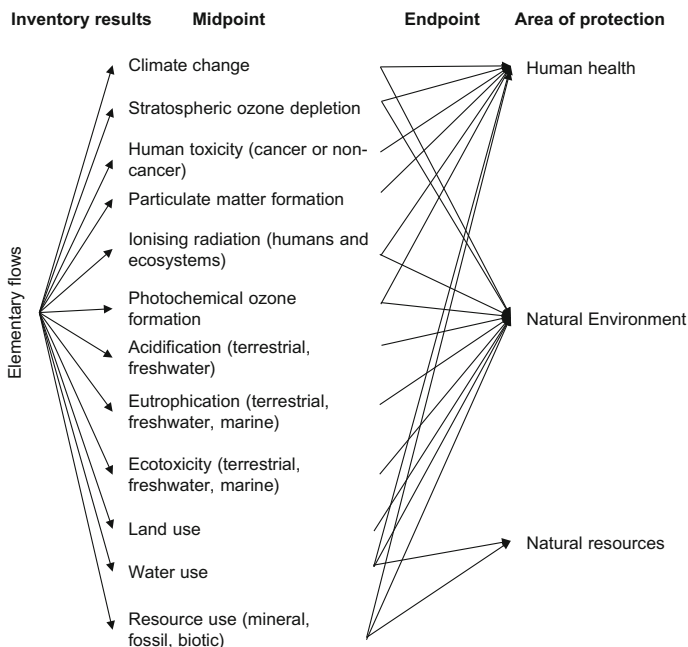 Inventory results Midpoint Endpoint Area of protection
Climate change
Stratospheric ozone depletion
Human toxicity (cancer or non-
cancer)
Particulate matter formation
Ionising radiation (humans and
ecosystems)
Photochemical ozone
formation
Acidification (terrestrial,
freshwater)
Eutrophication (terrestrial,
freshwater, marine)
Ecotoxicity (terrestrial,
freshwater, marine)
Land use
Water use
Resource use (mineral,
fossil, biotic)
Elementary flows
Human health
Natural Environment
Natural resources